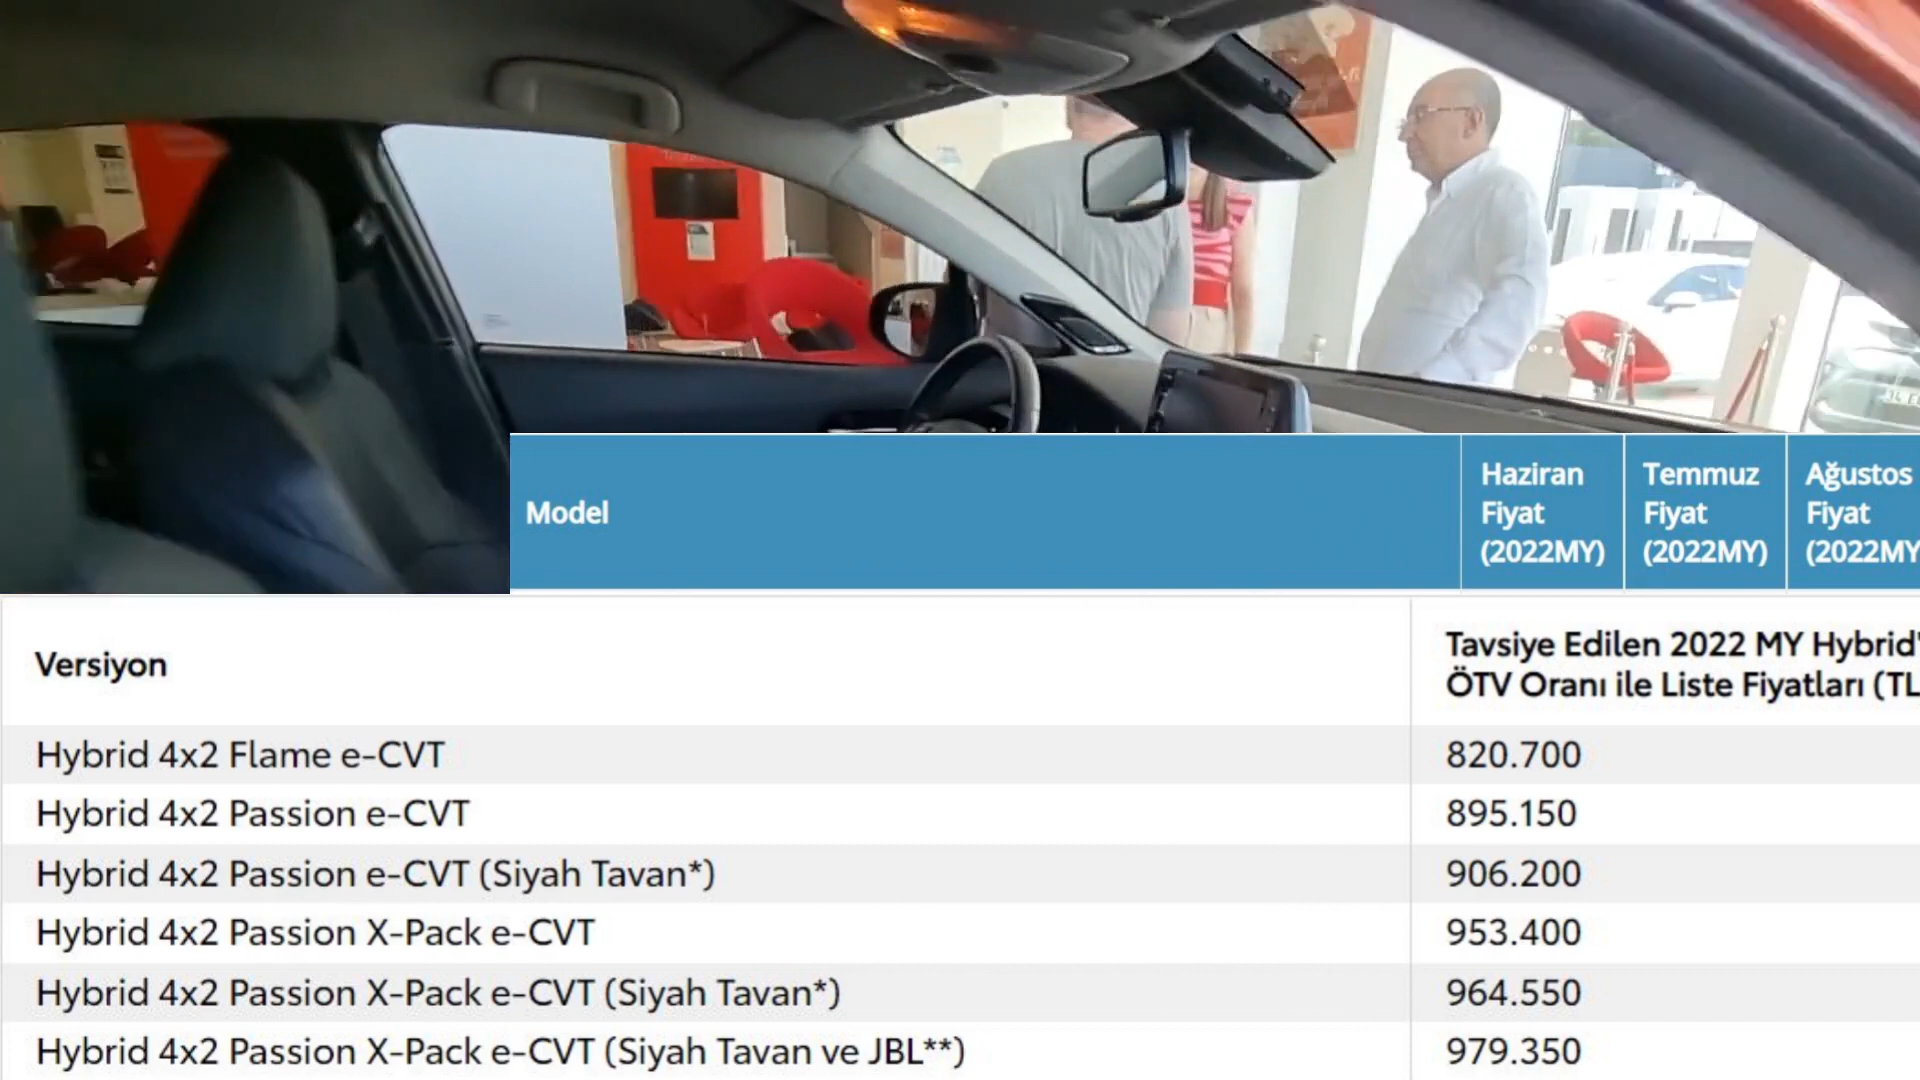 Model
Haziran
Fiyat
(2022MY)
Temmuz
Fiyat
(2022MY)
Ağustos
Fiyat
(2022MY
Versiyon
Tavsiye Edilen 2022 MY Hybrid'
ÖTV Oranı ile Liste Fiyatları (TL
Hybrid 4x2 Flame e-CVT 820.700
Hybrid 4x2 Passion e-CVT 895.150
Hybrid 4x2 Passion e-CVT (Siyah Tavan*) 906.200
Hybrid 4x2 Passion X-Pack e-CVT 953.400
Hybrid 4x2 Passion X-Pack e-CVT (Siyah Tavan*) 964.550
Hybrid 4x2 Passion X-Pack e-CVT (Siyah Tavan ve JBL**) 979.350